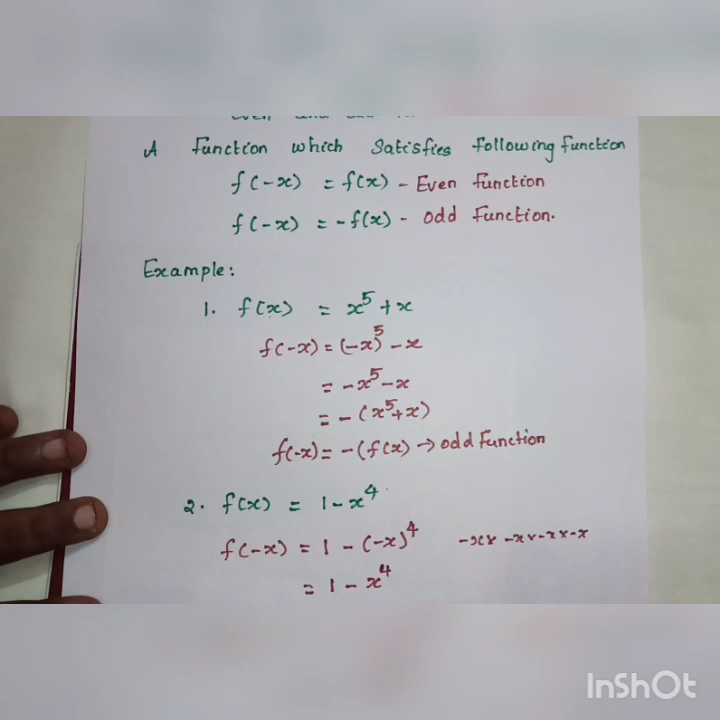 A function which satisfies following function
f(-x) = f(x) - Even function
f(-x) = -f(x) - odd Function.
Example:
1. f(x) = x⁵+x
f(-x) = (-x)⁵ - x
= -x⁵-x
= -(x⁵+x)
f(-x) = -(f(x) → odd Function
2. f(x) = 1-x⁴
f(-x) = 1-(-x)⁴ -x× -x×-x×-x
= 1-x⁴
InShOt